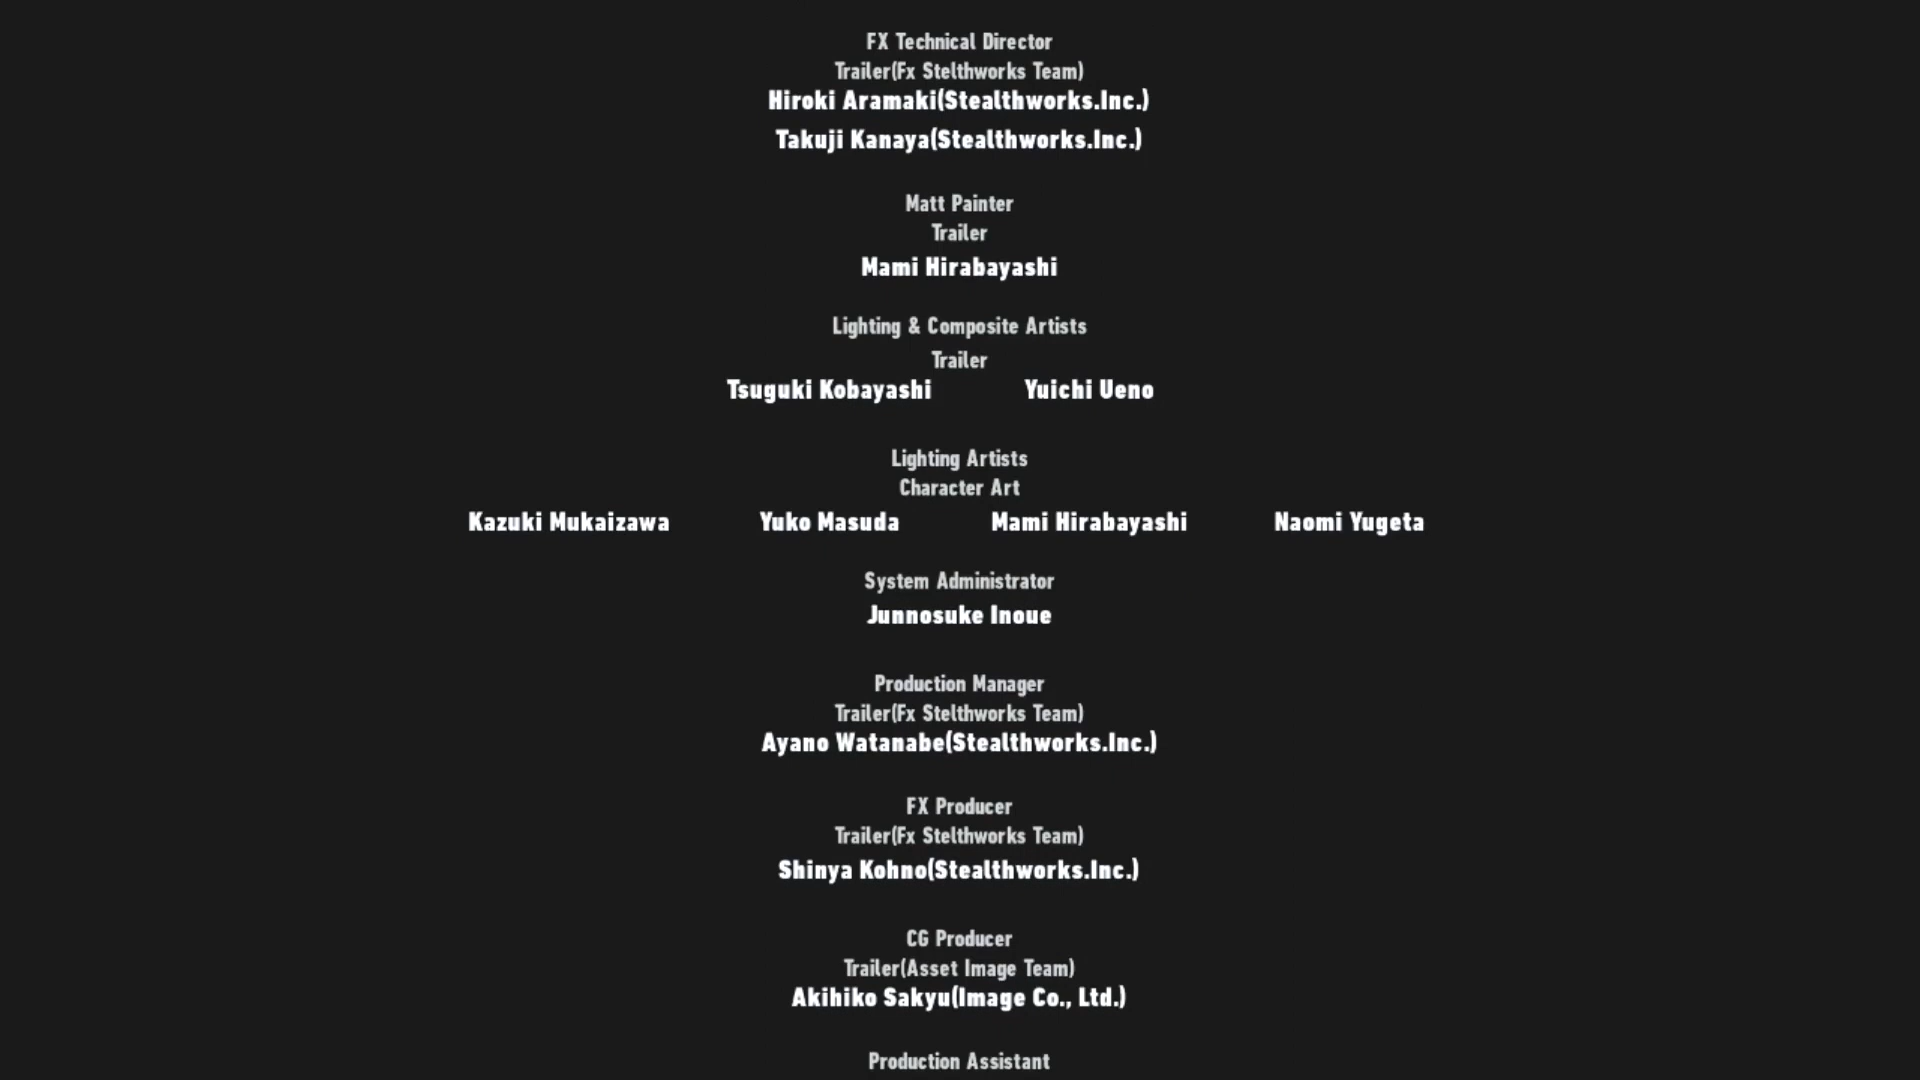 FX Technical Director
Trailer(Fx Stelthworks Team)
Hiroki Aramaki(Stealthworks.Inc.)
Takuji Kanaya(Stealthworks.Inc.)
Matt Painter
Trailer
Mami Hirabayashi
Lighting & Composite Artists
Trailer
Tsuguki Kobayashi Yuichi Ueno
Lighting Artists
Character Art
Kazuki Mukaizawa Yuko Masuda Mami Hirabayashi Naomi Yugeta
System Administrator
Junnosuke Inoue
Production Manager
Trailer(Fx Stelthworks Team)
Ayano Watanabe(Stealthworks.Inc.)
FX Producer
Trailer(Fx Stelthworks Team)
Shinya Kohno(Stealthworks.Inc.)
CG Producer
Trailer(Asset Image Team)
Akihiko Sakyu(Image Co., Ltd.)
Production Assistant